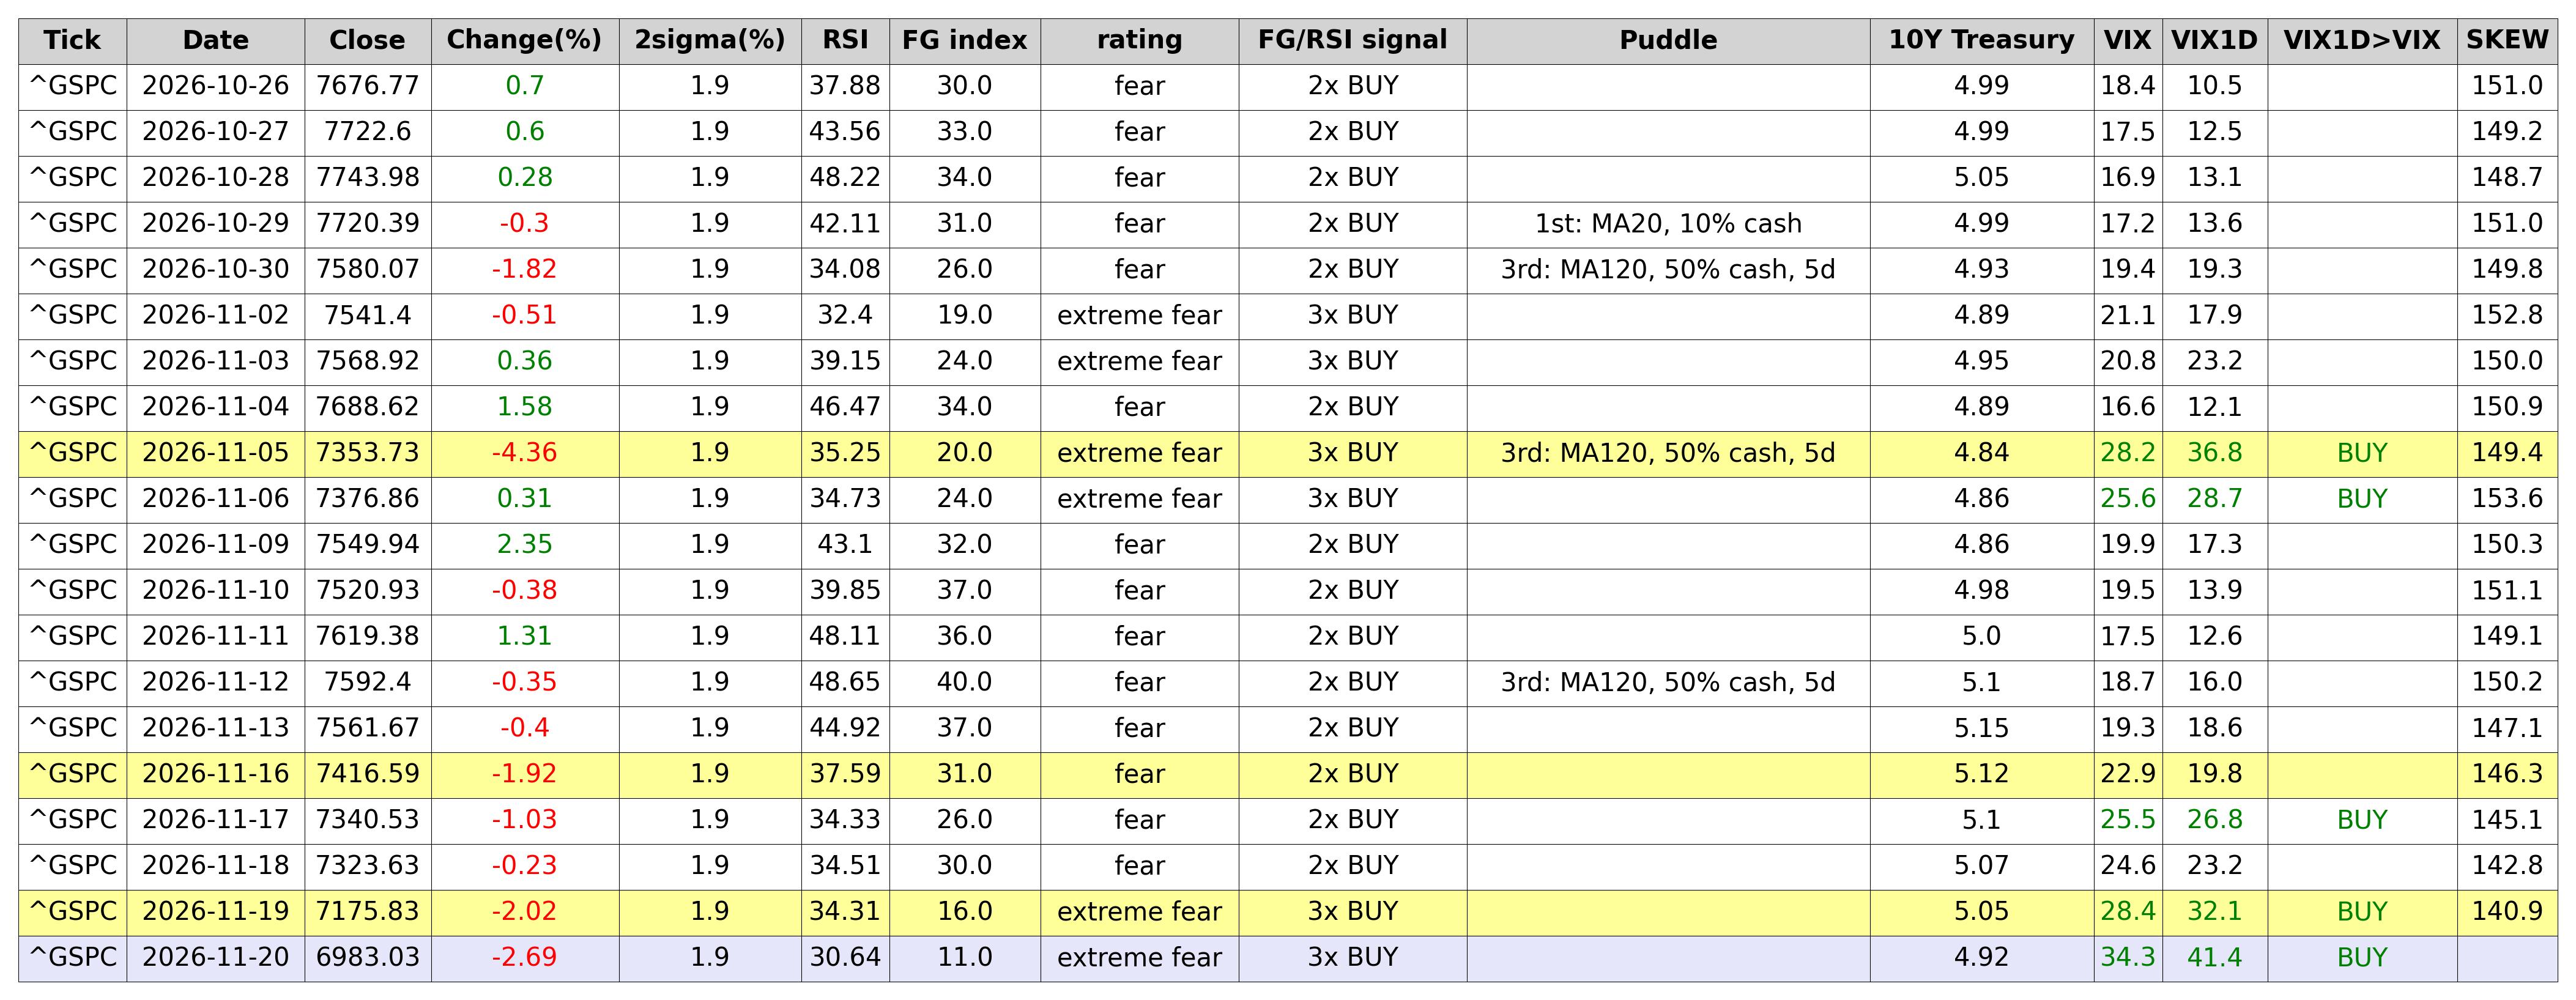 Tick Date Close Change(%) 2sigma(%) RSI FG index rating FG/RSI signal Puddle 10Y Treasury VIX VIX1D VIX1D>VIX SKEW
^GSPC 2026-10-26 7676.77 0.7 1.9 37.88 30.0 fear 2x BUY 4.99 18.4 10.5 151.0
^GSPC 2026-10-27 7722.6 0.6 1.9 43.56 33.0 fear 2x BUY 4.99 17.5 12.5 149.2
^GSPC 2026-10-28 7743.98 0.28 1.9 48.22 34.0 fear 2x BUY 5.05 16.9 13.1 148.7
^GSPC 2026-10-29 7720.39 -0.3 1.9 42.11 31.0 fear 2x BUY 1st: MA20, 10% cash 4.99 17.2 13.6 151.0
^GSPC 2026-10-30 7580.07 -1.82 1.9 34.08 26.0 fear 2x BUY 3rd: MA120, 50% cash, 5d 4.93 19.4 19.3 149.8
^GSPC 2026-11-02 7541.4 -0.51 1.9 32.4 19.0 extreme fear 3x BUY 4.89 21.1 17.9 152.8
^GSPC 2026-11-03 7568.92 0.36 1.9 39.15 24.0 extreme fear 3x BUY 4.95 20.8 23.2 150.0
^GSPC 2026-11-04 7688.62 1.58 1.9 46.47 34.0 fear 2x BUY 4.89 16.6 12.1 150.9
^GSPC 2026-11-05 7353.73 -4.36 1.9 35.25 20.0 extreme fear 3x BUY 3rd: MA120, 50% cash, 5d 4.84 28.2 36.8 BUY 149.4
^GSPC 2026-11-06 7376.86 0.31 1.9 34.73 24.0 extreme fear 3x BUY 4.86 25.6 28.7 BUY 153.6
^GSPC 2026-11-09 7549.94 2.35 1.9 43.1 32.0 fear 2x BUY 4.86 19.9 17.3 150.3
^GSPC 2026-11-10 7520.93 -0.38 1.9 39.85 37.0 fear 2x BUY 4.98 19.5 13.9 151.1
^GSPC 2026-11-11 7619.38 1.31 1.9 48.11 36.0 fear 2x BUY 5.0 17.5 12.6 149.1
^GSPC 2026-11-12 7592.4 -0.35 1.9 48.65 40.0 fear 2x BUY 3rd: MA120, 50% cash, 5d 5.1 18.7 16.0 150.2
^GSPC 2026-11-13 7561.67 -0.4 1.9 44.92 37.0 fear 2x BUY 5.15 19.3 18.6 147.1
^GSPC 2026-11-16 7416.59 -1.92 1.9 37.59 31.0 fear 2x BUY 5.12 22.9 19.8 146.3
^GSPC 2026-11-17 7340.53 -1.03 1.9 34.33 26.0 fear 2x BUY 5.1 25.5 26.8 BUY 145.1
^GSPC 2026-11-18 7323.63 -0.23 1.9 34.51 30.0 fear 2x BUY 5.07 24.6 23.2 142.8
^GSPC 2026-11-19 7175.83 -2.02 1.9 34.31 16.0 extreme fear 3x BUY 5.05 28.4 32.1 BUY 140.9
^GSPC 2026-11-20 6983.03 -2.69 1.9 30.64 11.0 extreme fear 3x BUY 4.92 34.3 41.4 BUY